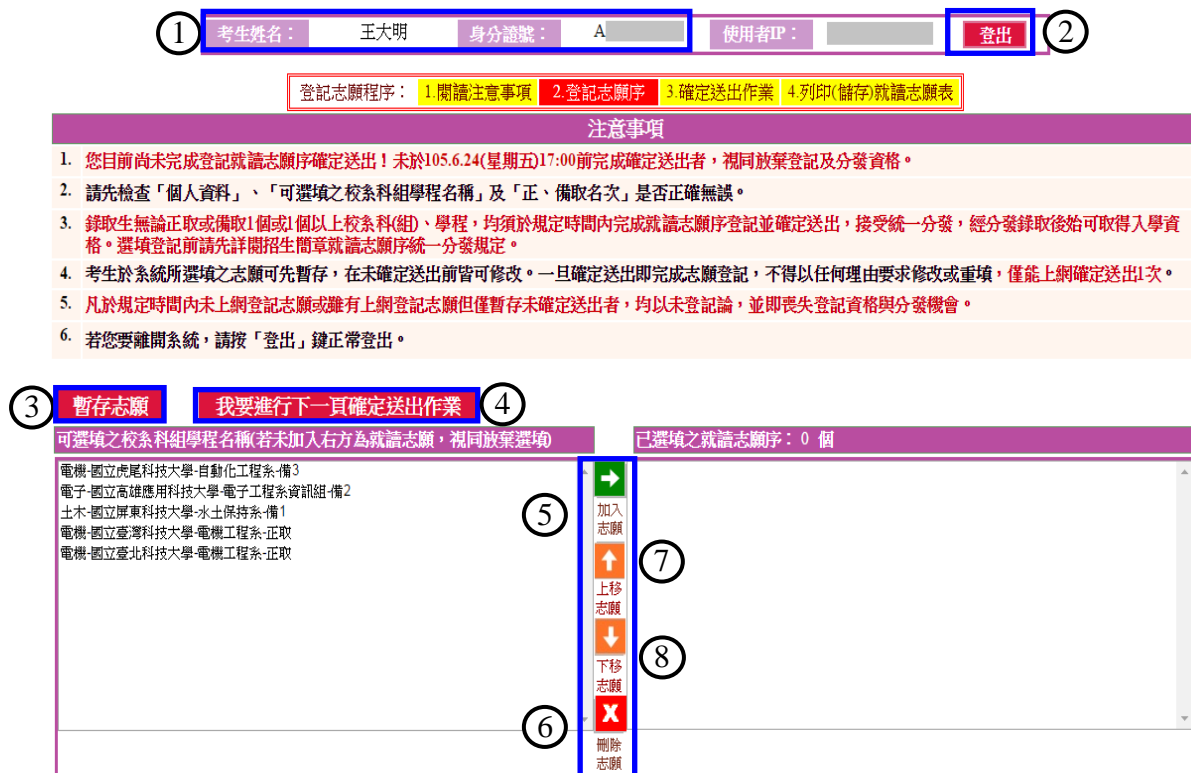 ① 考生姓名： 王大明 身分證號： A 使用者IP： 登出 ②
登記志願程序： 1.閱讀注意事項 2.登記志願序 3.確定送出作業 4.列印(儲存)就讀志願表
注意事項
1. 您目前尚未完成登記就讀志願序確定送出！未於105.6.24(星期五)17:00前完成確定送出者，視同放棄登記及分發資格。
2. 請先檢查「個人資料」、「可選填之校系科組學程名稱」及「正、備取名次」是否正確無誤。
3. 錄取生無論正取或備取1個或1個以上校系科(組)、學程，均須於規定時間內完成就讀志願序登記並確定送出，接受統一分發，經分發錄取後始可取得入學資
格。選填登記前請先詳閱招生簡章就讀志願序統一分發規定。
4. 考生於系統所選填之志願可先暫存，在未確定送出前皆可修改。一旦確定送出即完成志願登記，不得以任何理由要求修改或重填，僅能上網確定送出1次。
5. 凡於規定時間內未上網登記志願或雖有上網登記志願但僅暫存未確定送出者，均以未登記論，並即喪失登記資格與分發機會。
6. 若您要離開系統，請按「登出」鍵正常登出。
③ 暫存志願 我要進行下一頁確定送出作業 ④
可選填之校系科組學程名稱(若未加入右方為就讀志願，視同放棄選填) 已選填之就讀志願序：0 個
電機-國立虎尾科技大學-自動化工程系-備3
電子-國立高雄應用科技大學-電子工程系資訊組-備2
土木-國立屏東科技大學-水土保持系-備1
電機-國立臺灣科技大學-電機工程系-正取
電機-國立臺北科技大學-電機工程系-正取
⑤
加入
志願
⑦
上移
志願
⑧
下移
志願
⑥ X
刪除
志願